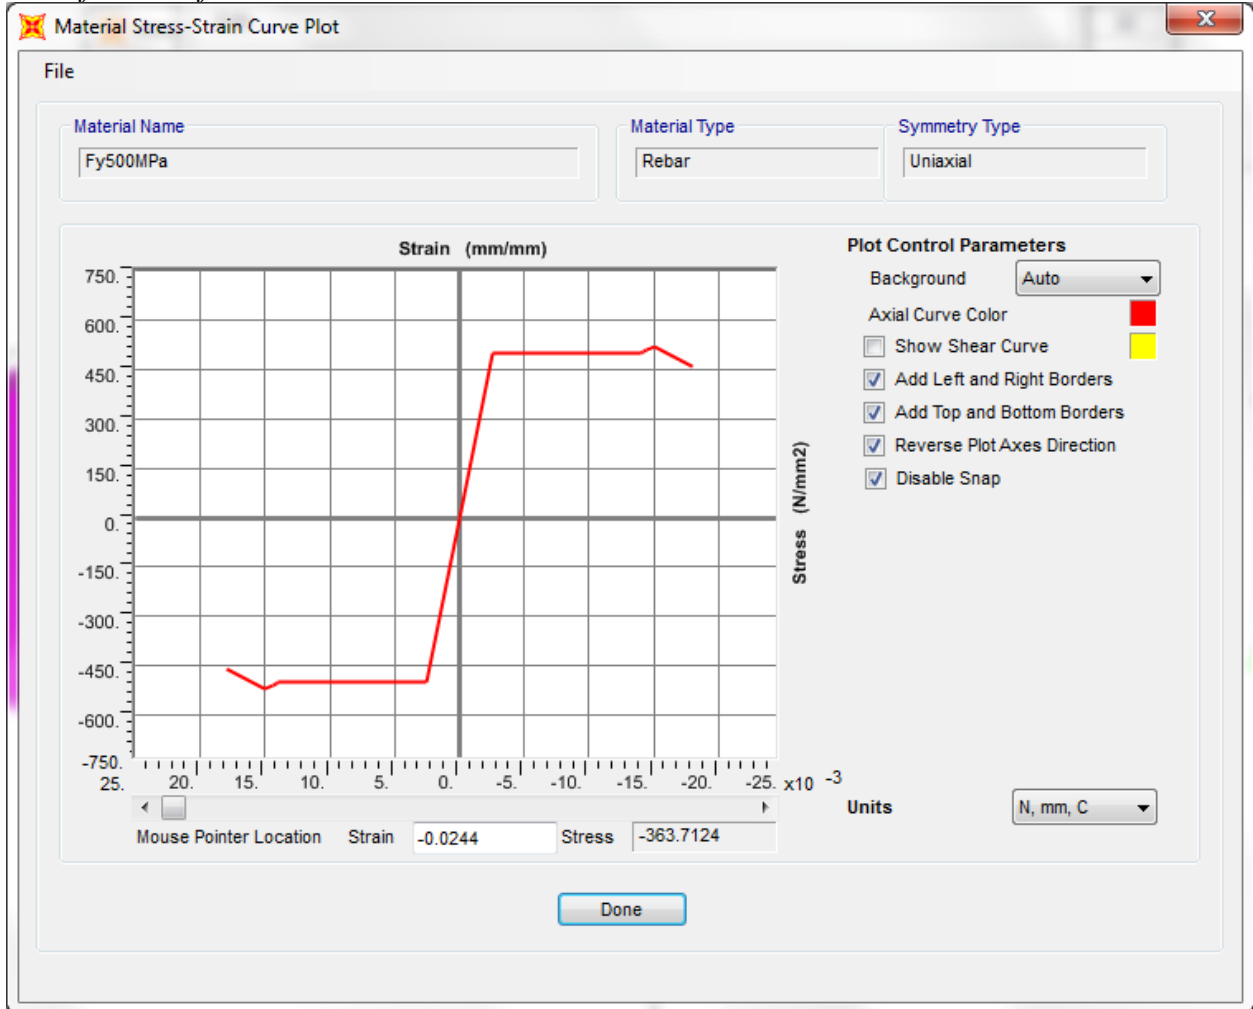 Material Stress-Strain Curve Plot
X
File
Material Name
Material Type
Symmetry Type
Fy500MPa
Rebar
Uniaxial
Strain (mm/mm)
Plot Control Parameters
750.
600.
450.
300.
150.
0.
-150.
-300.
-450.
-600.
-750.
Background Auto
Axial Curve Color
Show Shear Curve
Add Left and Right Borders
Add Top and Bottom Borders
Reverse Plot Axes Direction
Disable Snap
Stress (N/mm2)
25. 20. 15. 10. 5. 0. -5. -10. -15. -20. -25. x10 -3
Units N, mm, C
Mouse Pointer Location Strain -0.0244 Stress -363.7124
Done